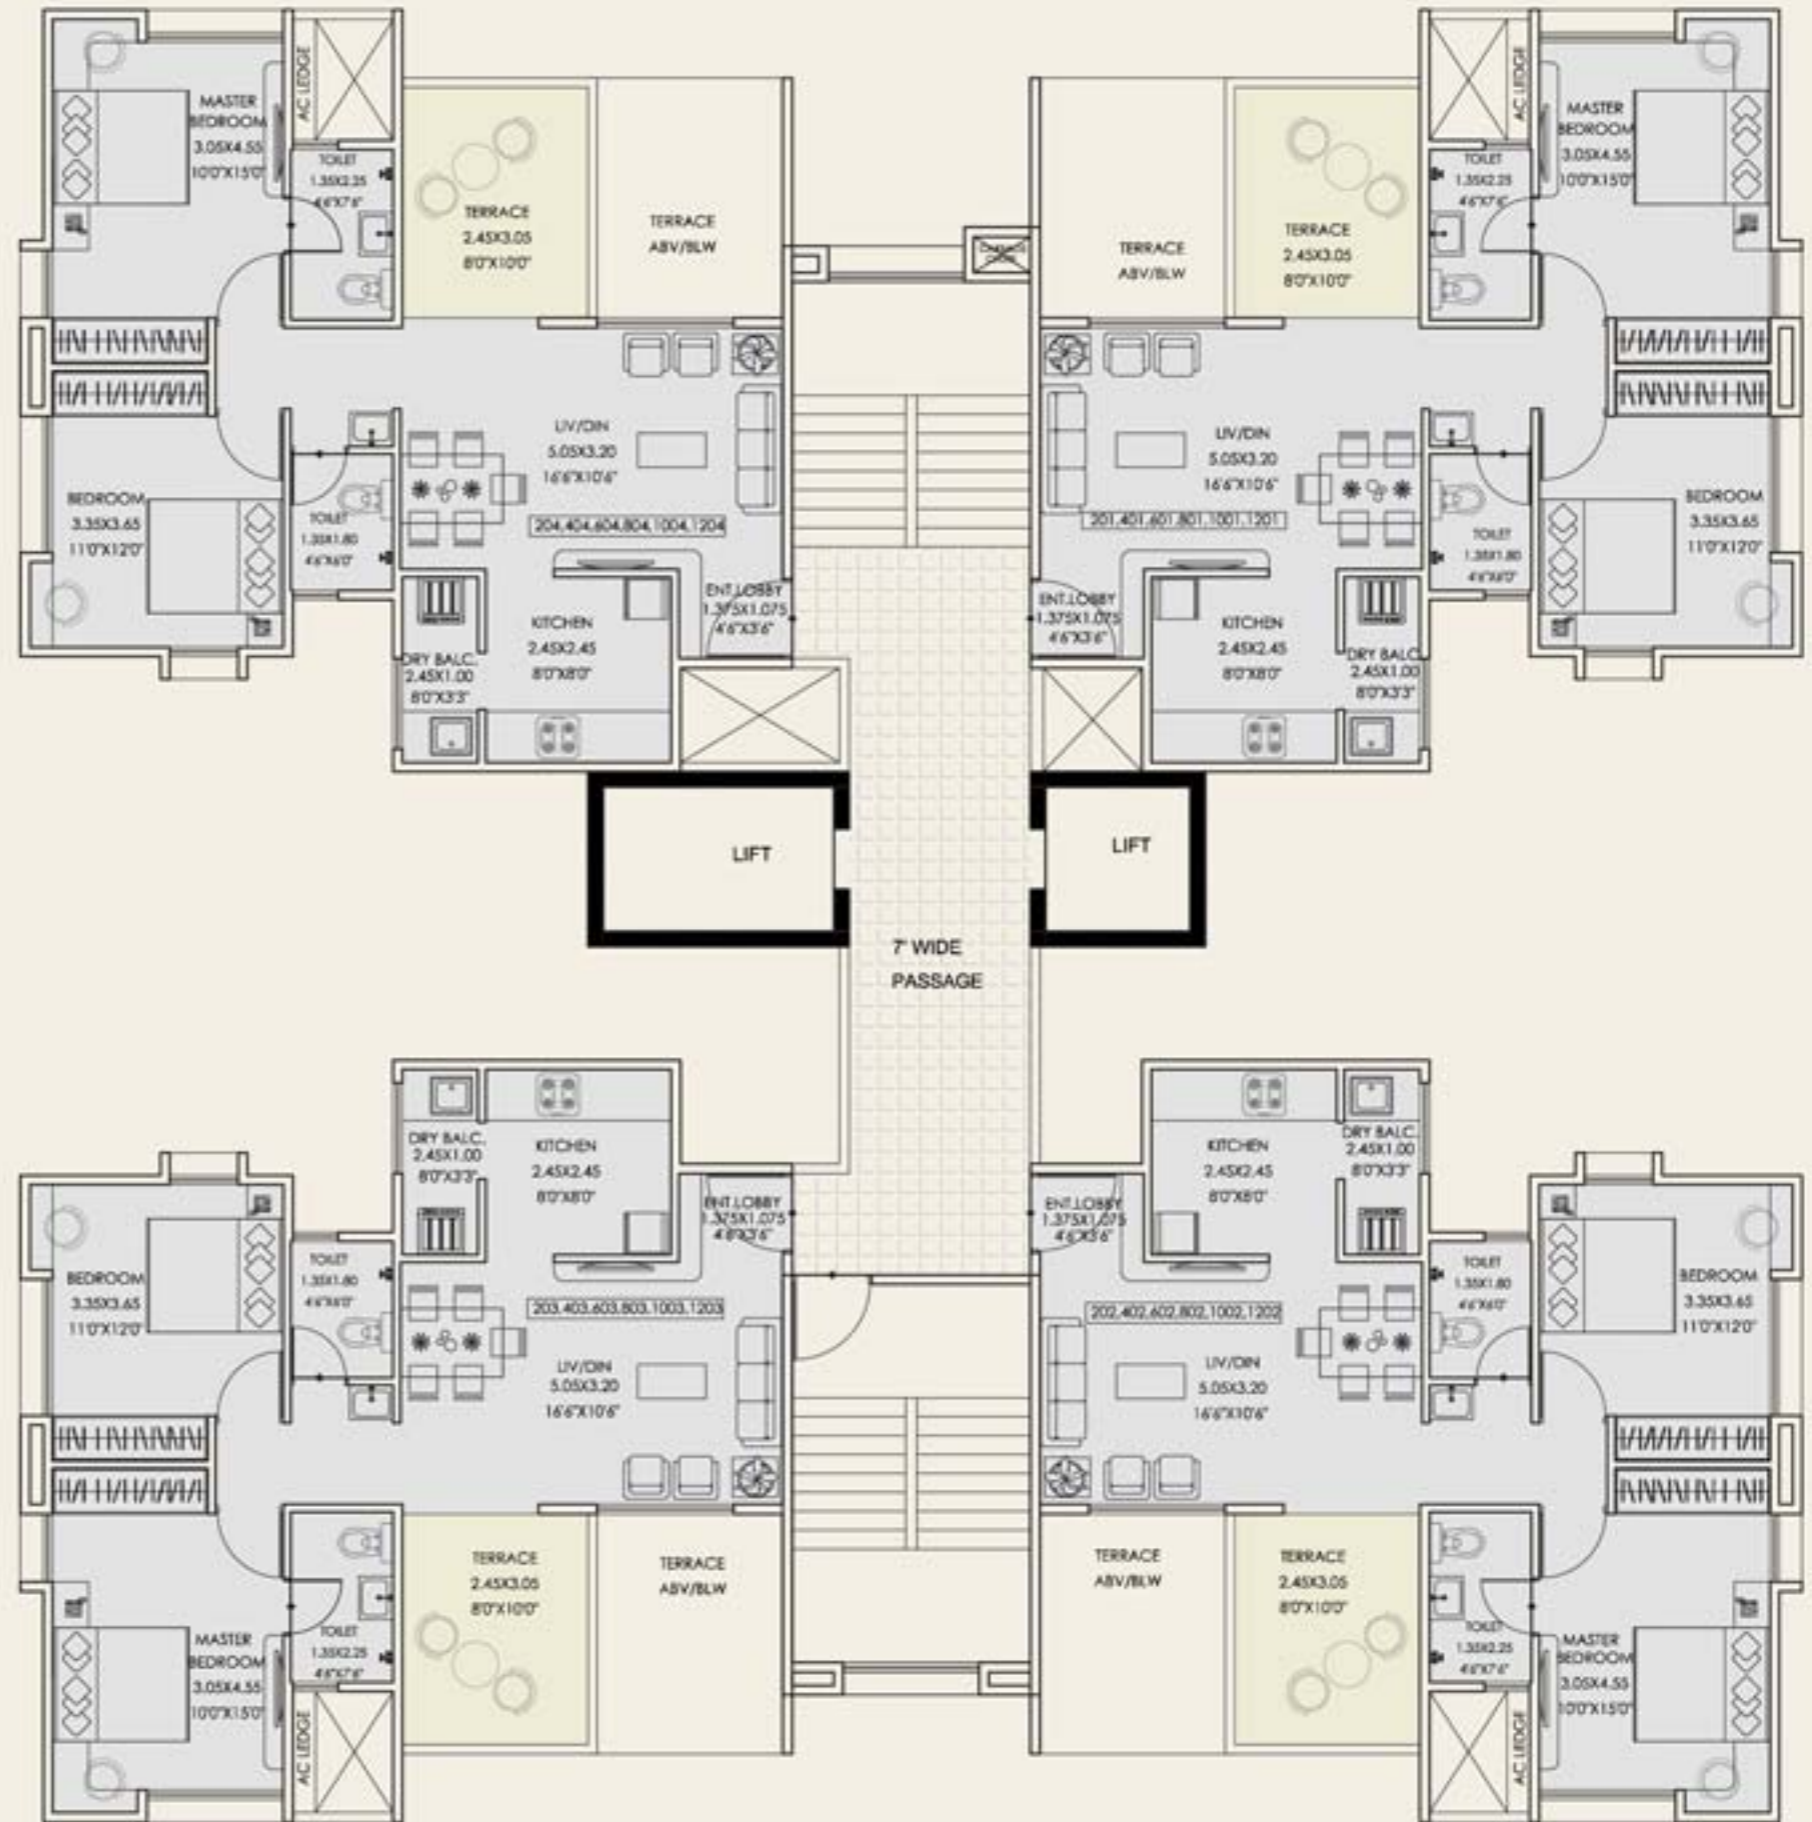 AC LEDGE
MASTER
BEDROOM
3.05X4.55
10'0"X15'0"
TOILET
1.35X2.25
4'6"X7'6"
TERRACE
2.45X3.05
8'0"X10'0"
TERRACE
ABV/BLW
TERRACE
ABV/BLW
TERRACE
2.45X3.05
8'0"X10'0"
AC LEDGE
TOILET
1.35X2.25
4'6"X7'6"
MASTER
BEDROOM
3.05X4.55
10'0"X15'0"
LIV/DIN
5.05X3.20
16'6"X10'6"
204,404,604,804,1004,1204
BEDROOM
3.35X3.65
11'0"X12'0"
TOILET
1.35X1.80
4'6"X6'0"
ENT.LOBBY
1.375X1.075
4'6"X3'6"
KITCHEN
2.45X2.45
8'0"X8'0"
DRY BALC.
2.45X1.00
8'0"X3'3"
LIV/DIN
5.05X3.20
16'6"X10'6"
201,401,601,801,1001,1201
BEDROOM
3.35X3.65
11'0"X12'0"
TOILET
1.35X1.80
4'6"X6'0"
ENT.LOBBY
1.375X1.075
4'6"X3'6"
KITCHEN
2.45X2.45
8'0"X8'0"
DRY BALC.
2.45X1.00
8'0"X3'3"
LIFT
LIFT
7' WIDE
PASSAGE
DRY BALC.
2.45X1.00
8'0"X3'3"
KITCHEN
2.45X2.45
8'0"X8'0"
ENT.LOBBY
1.375X1.075
4'6"X3'6"
BEDROOM
3.35X3.65
11'0"X12'0"
TOILET
1.35X1.80
4'6"X6'0"
203,403,603,803,1003,1203
LIV/DIN
5.05X3.20
16'6"X10'6"
ENT.LOBBY
1.375X1.075
4'6"X3'6"
KITCHEN
2.45X2.45
8'0"X8'0"
DRY BALC.
2.45X1.00
8'0"X3'3"
TOILET
1.35X1.80
4'6"X6'0"
BEDROOM
3.35X3.65
11'0"X12'0"
202,402,602,802,1002,1202
LIV/DIN
5.05X3.20
16'6"X10'6"
TERRACE
2.45X3.05
8'0"X10'0"
TERRACE
ABV/BLW
TERRACE
ABV/BLW
TERRACE
2.45X3.05
8'0"X10'0"
MASTER
BEDROOM
3.05X4.55
10'0"X15'0"
TOILET
1.35X2.25
4'6"X7'6"
AC LEDGE
TOILET
1.35X2.25
4'6"X7'6"
MASTER
BEDROOM
3.05X4.55
10'0"X15'0"
AC LEDGE